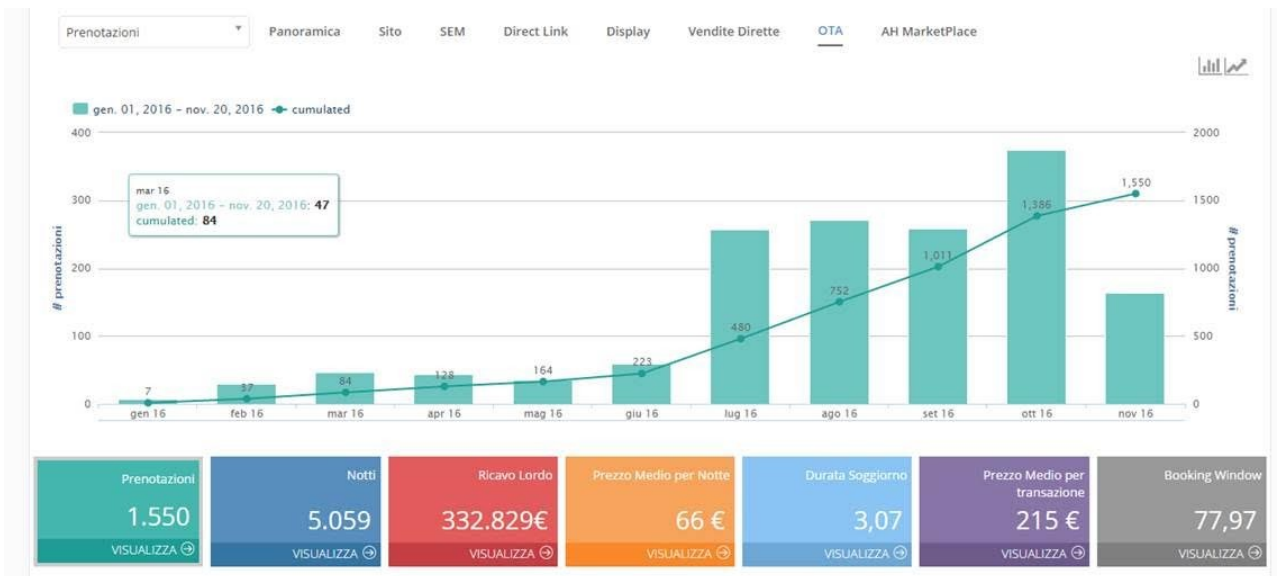 Prenotazioni
Panoramica Sito SEM Direct Link Display Vendite Dirette OTA AH MarketPlace
gen. 01, 2016 – nov. 20, 2016 cumulated
400 2000
mar 16
gen. 01, 2016 – nov. 20, 2016: 47
cumulated: 84
300 1500
200 1000
100 500
0 0
# prenotazioni
# prenotazioni
7 37 84 128 164 223 480 752 1,011 1,386 1,550
gen 16 feb 16 mar 16 apr 16 mag 16 giu 16 lug 16 ago 16 set 16 ott 16 nov 16
Prenotazioni
1.550
VISUALIZZA
Notti
5.059
VISUALIZZA
Ricavo Lordo
332.829€
VISUALIZZA
Prezzo Medio per Notte
66 €
VISUALIZZA
Durata Soggiorno
3,07
VISUALIZZA
Prezzo Medio per
transazione
215 €
VISUALIZZA
Booking Window
77,97
VISUALIZZA